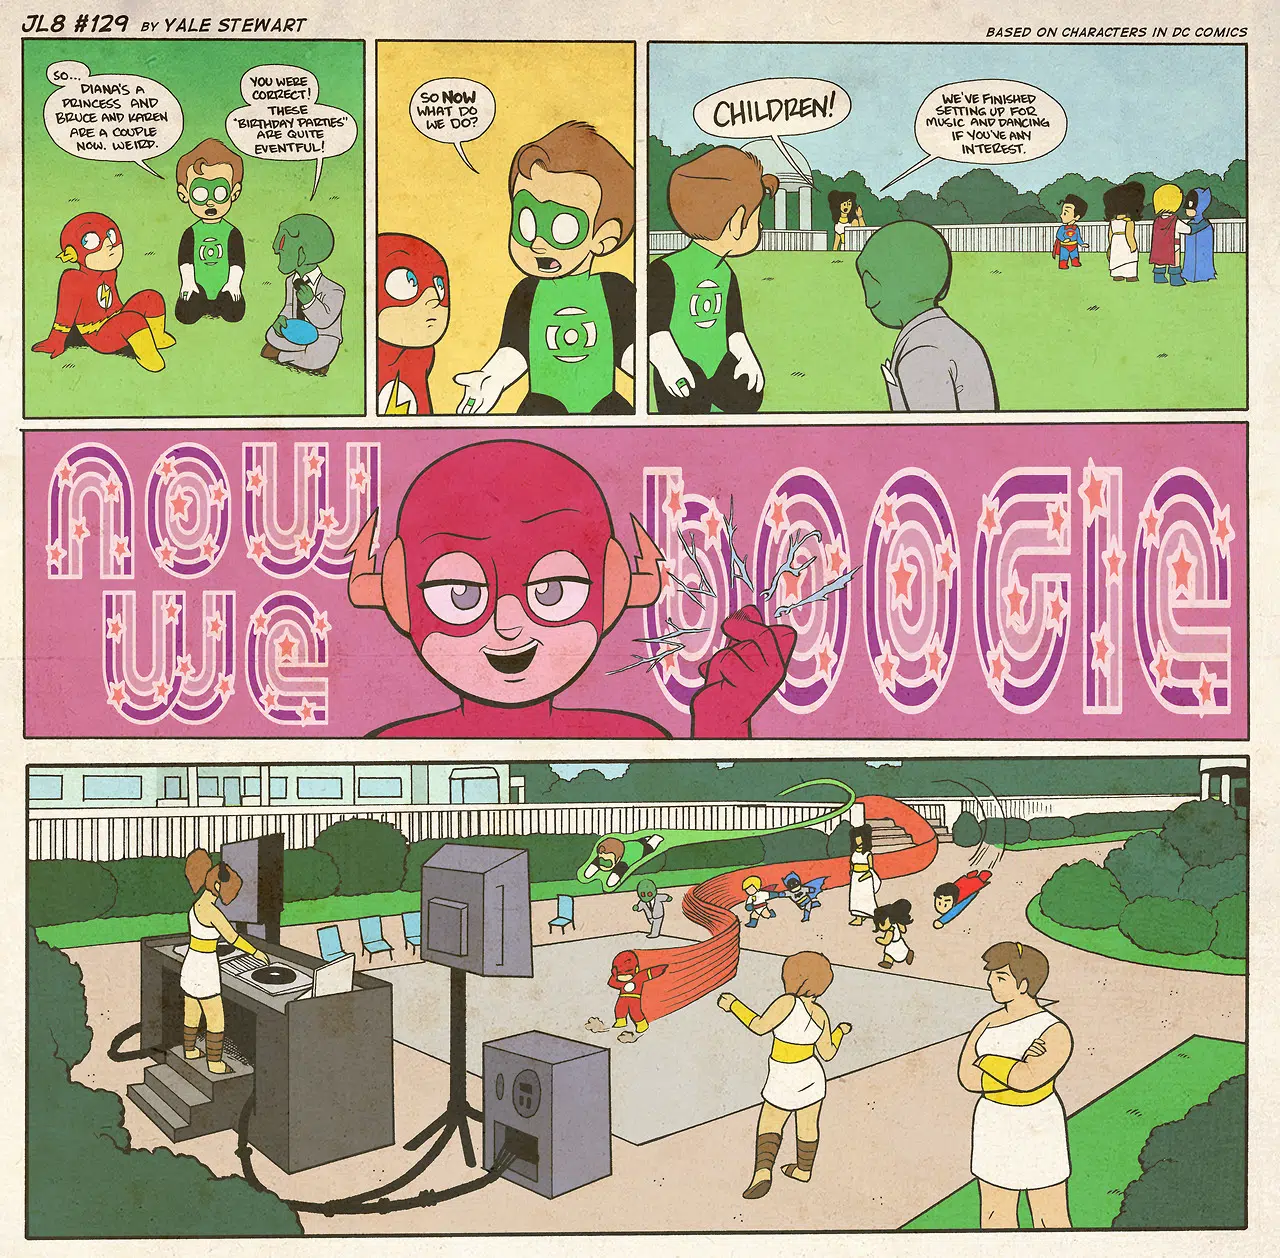 JL8 #129 BY YALE STEWART
BASED ON CHARACTERS IN DC COMICS
SO...
DIANA'S A
PRINCESS AND
BRUCE AND KAREN
ARE A COUPLE
NOW. WEIRD.
YOU WERE
CORRECT!
THESE
"BIRTHDAY PARTIES"
ARE QUITE
EVENTFUL!
SO NOW
WHAT DO
WE DO?
CHILDREN!
WE'VE FINISHED
SETTING UP FOR
MUSIC AND DANCING
IF YOU'VE ANY
INTEREST.
now
we
boogie